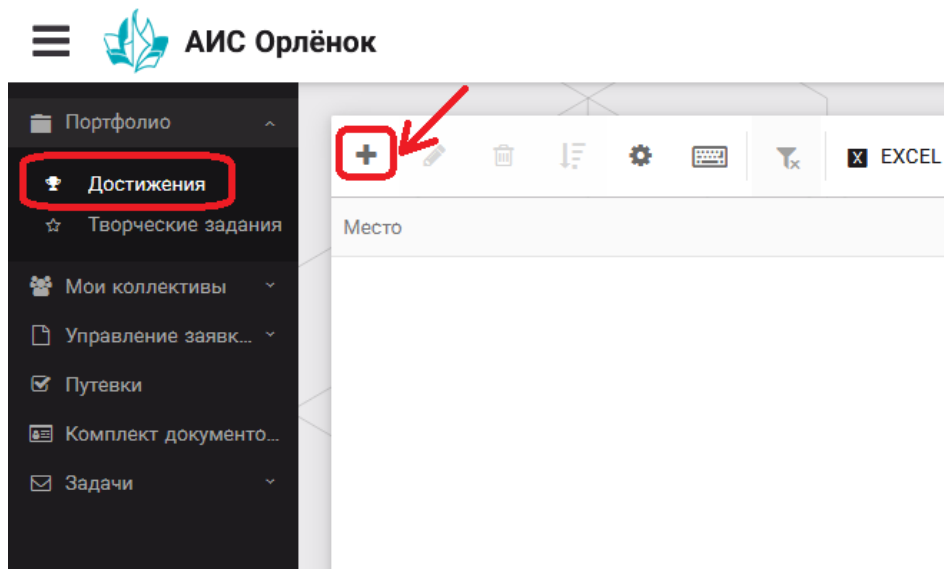 АИС Орлёнок
Портфолио
Достижения
Творческие задания
Мои коллективы
Управление заявк...
Путевки
Комплект документо...
Задачи
X EXCEL
Место